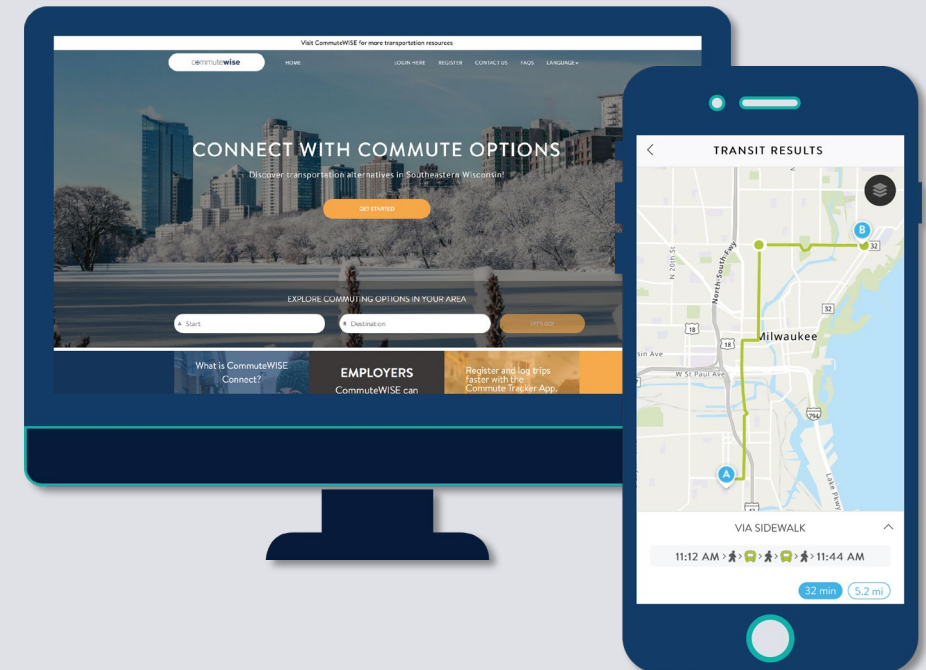 Visit CommuteWISE for more transportation resources
commutewise
HOME
LOGIN HERE
REGISTER
CONTACT US
FAQS
LANGUAGE
CONNECT WITH COMMUTE OPTIONS
Discover transportation alternatives in Southeastern Wisconsin!
GET STARTED
EXPLORE COMMUTING OPTIONS IN YOUR AREA
A Start
B Destination
LET'S GO!
What is CommuteWISE
Connect?
EMPLOYERS
CommuteWISE can
Register and log trips
faster with the
Commute Tracker App.
TRANSIT RESULTS
B
32
N 20th St
North-South Fwy
32
18
18
Milwaukee
sin Ave
W St Paul Ave
794
A
Lake Pkwy
VIA SIDEWALK
11:12 AM > > > > > > 11:44 AM
32 min
5.2 mi